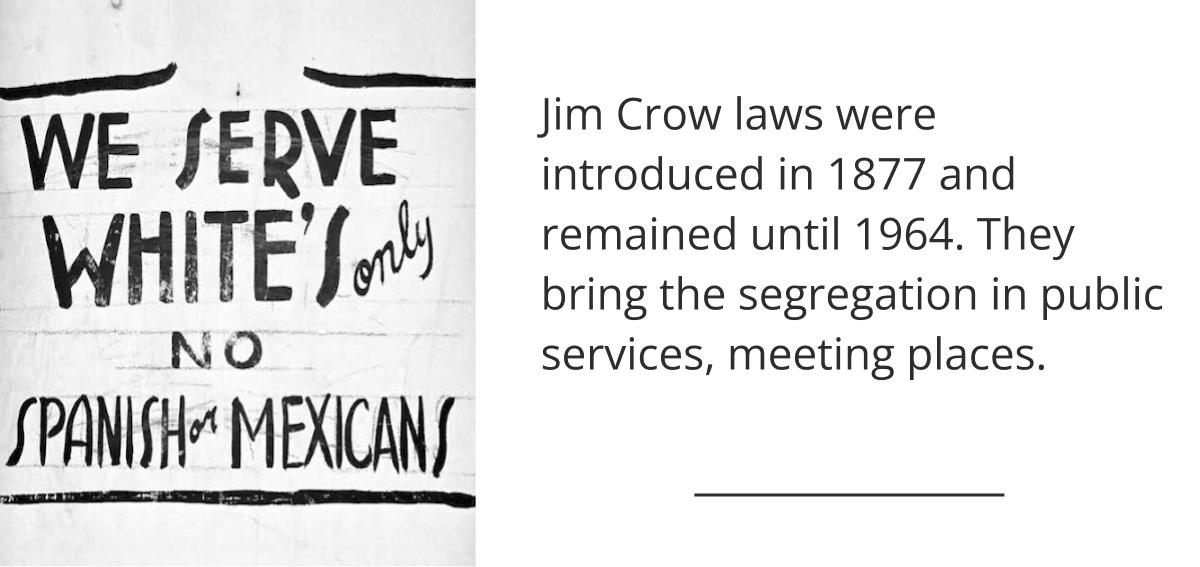 WE SERVE
WHITE'S only
NO
SPANISH or MEXICANS
Jim Crow laws were
introduced in 1877 and
remained until 1964. They
bring the segregation in public
services, meeting places.